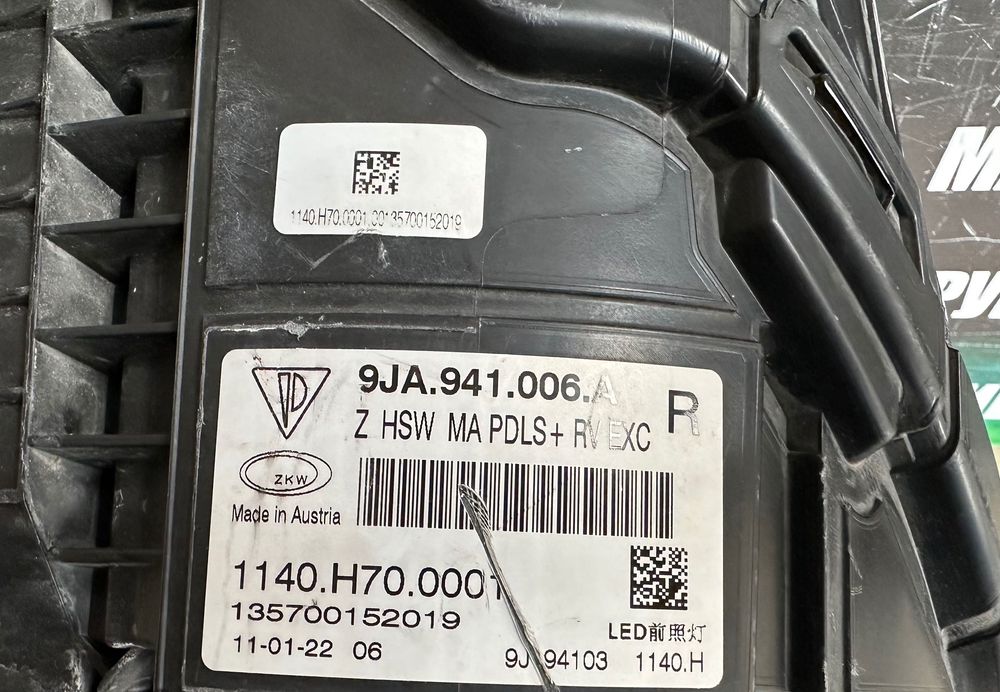 1140.H70.0001.00135700152019
9JA.941.006.A
R
Z HSW MA PDLS+ RV EXC
ZKW
Made in Austria
1140.H70.0001
135700152019
11-01-22 06
LED前照灯
94103 1140.H